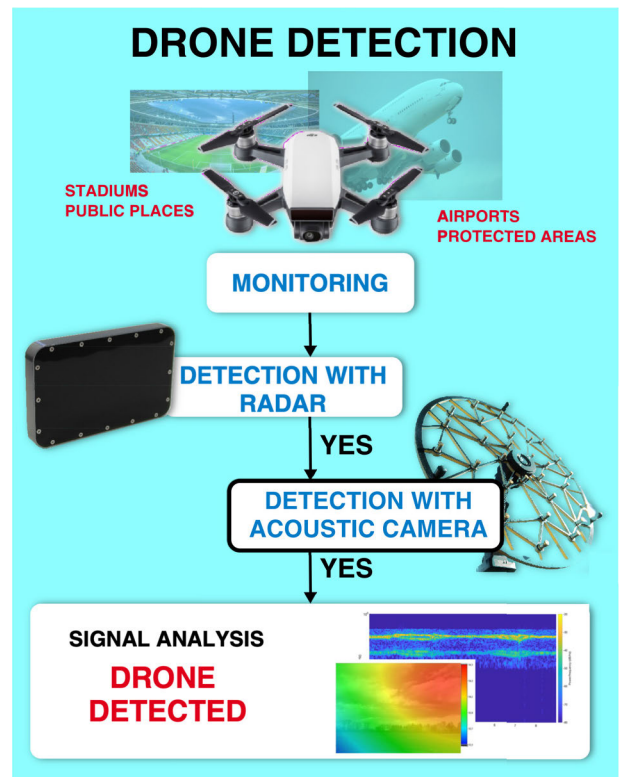 DRONE DETECTION
STADIUMS
PUBLIC PLACES
AIRPORTS
PROTECTED AREAS
MONITORING
DETECTION WITH
RADAR
YES
DETECTION WITH
ACOUSTIC CAMERA
YES
SIGNAL ANALYSIS
DRONE
DETECTED